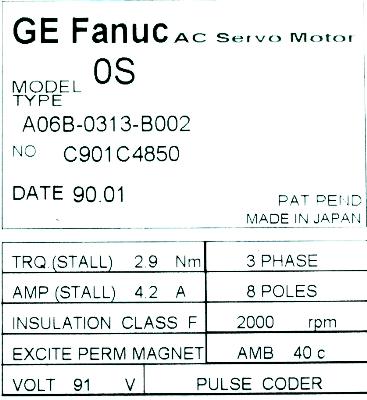 GE Fanuc AC Servo Motor
MODEL 0S
TYPE
A06B-0313-B002
NO C901C4850
DATE 90.01
PAT PEND
MADE IN JAPAN
TRQ.(STALL) 2.9 Nm 3 PHASE
AMP (STALL) 4.2 A 8 POLES
INSULATION CLASS F 2000 rpm
EXCITE PERM MAGNET AMB 40 c
VOLT 91 V PULSE CODER